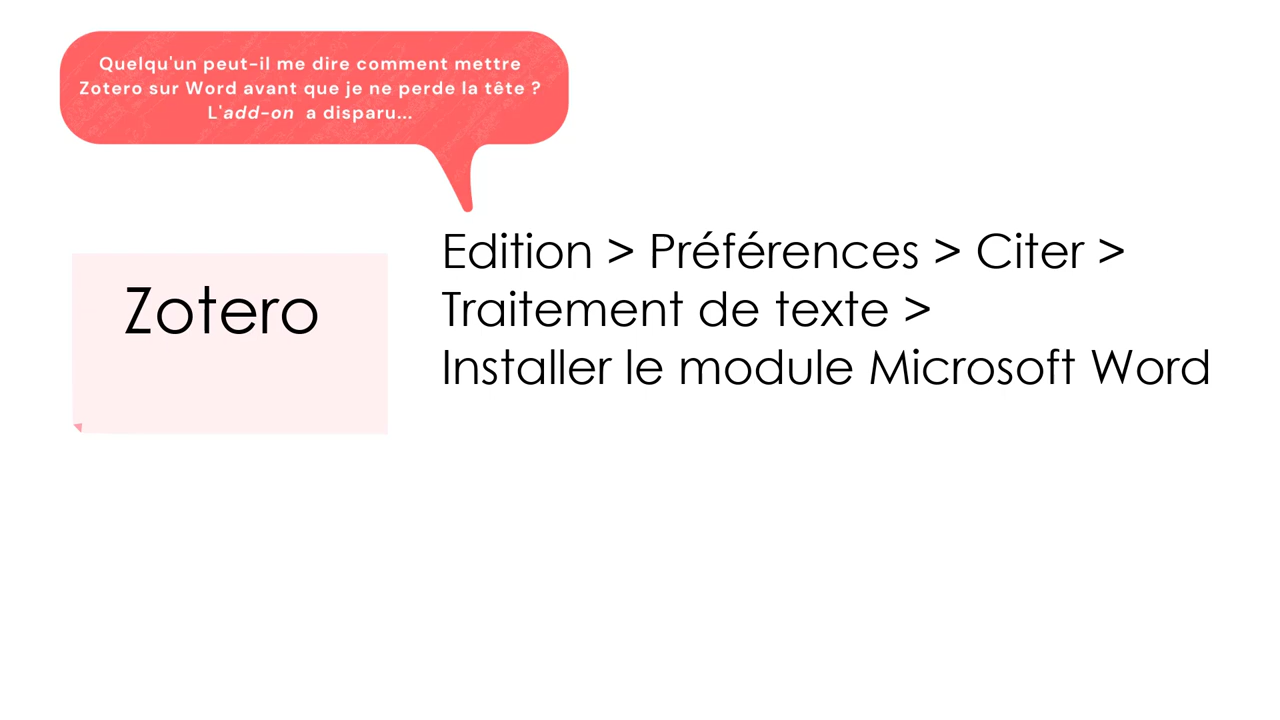 Quelqu'un peut-il me dire comment mettre
Zotero sur Word avant que je ne perde la tête ?
L'add-on a disparu...
Zotero
Edition > Préférences > Citer >
Traitement de texte >
Installer le module Microsoft Word